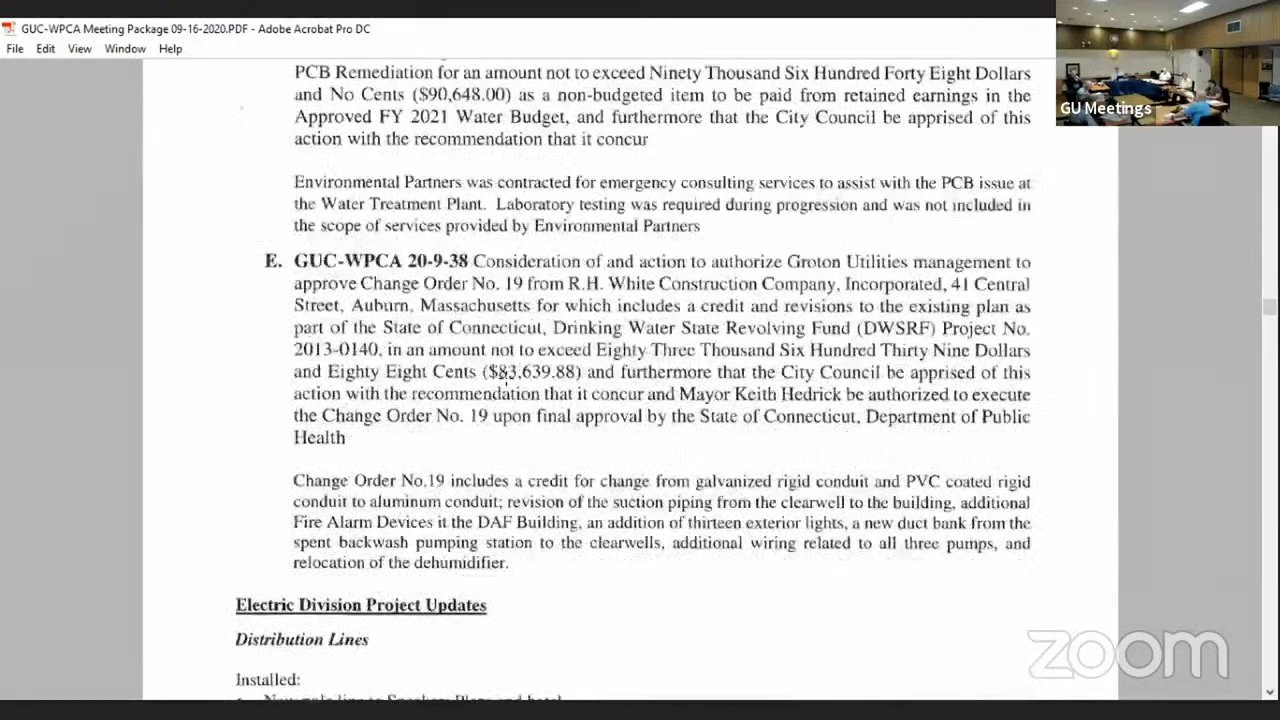 GUC-WPCA Meeting Package 09-16-2020.PDF - Adobe Acrobat Pro DC
File Edit View Window Help
GU Meetings
PCB Remediation for an amount not to exceed Ninety Thousand Six Hundred Forty Eight Dollars
and No Cents ($90,648.00) as a non-budgeted item to be paid from retained earnings in the
Approved FY 2021 Water Budget, and furthermore that the City Council be apprised of this
action with the recommendation that it concur
Environmental Partners was contracted for emergency consulting services to assist with the PCB issue at
the Water Treatment Plant. Laboratory testing was required during progression and was not included in
the scope of services provided by Environmental Partners
E. GUC-WPCA 20-9-38 Consideration of and action to authorize Groton Utilities management to
approve Change Order No. 19 from R.H. White Construction Company, Incorporated, 41 Central
Street, Auburn, Massachusetts for which includes a credit and revisions to the existing plan as
part of the State of Connecticut, Drinking Water State Revolving Fund (DWSRF) Project No.
2013-0140, in an amount not to exceed Eighty Three Thousand Six Hundred Thirty Nine Dollars
and Eighty Eight Cents ($83,639.88) and furthermore that the City Council be apprised of this
action with the recommendation that it concur and Mayor Keith Hedrick be authorized to execute
the Change Order No. 19 upon final approval by the State of Connecticut, Department of Public
Health
Change Order No.19 includes a credit for change from galvanized rigid conduit and PVC coated rigid
conduit to aluminum conduit; revision of the suction piping from the clearwell to the building, additional
Fire Alarm Devices it the DAF Building, an addition of thirteen exterior lights, a new duct bank from the
spent backwash pumping station to the clearwells, additional wiring related to all three pumps, and
relocation of the dehumidifier.
Electric Division Project Updates
Distribution Lines
Installed:
zoom